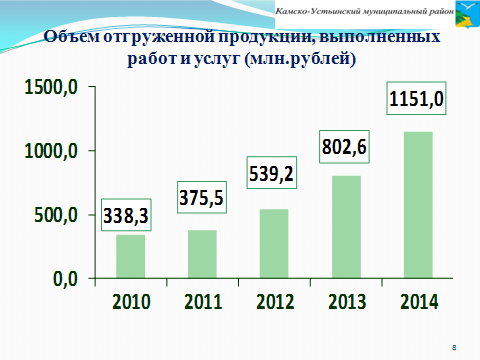 Камско-Устьинский муниципальный район
Объем отгруженной продукции, выполненных
работ и услуг (млн.рублей)
1500,0
1000,0
500,0
0,0
338,3
375,5
539,2
802,6
1151,0
2010 2011 2012 2013 2014
8